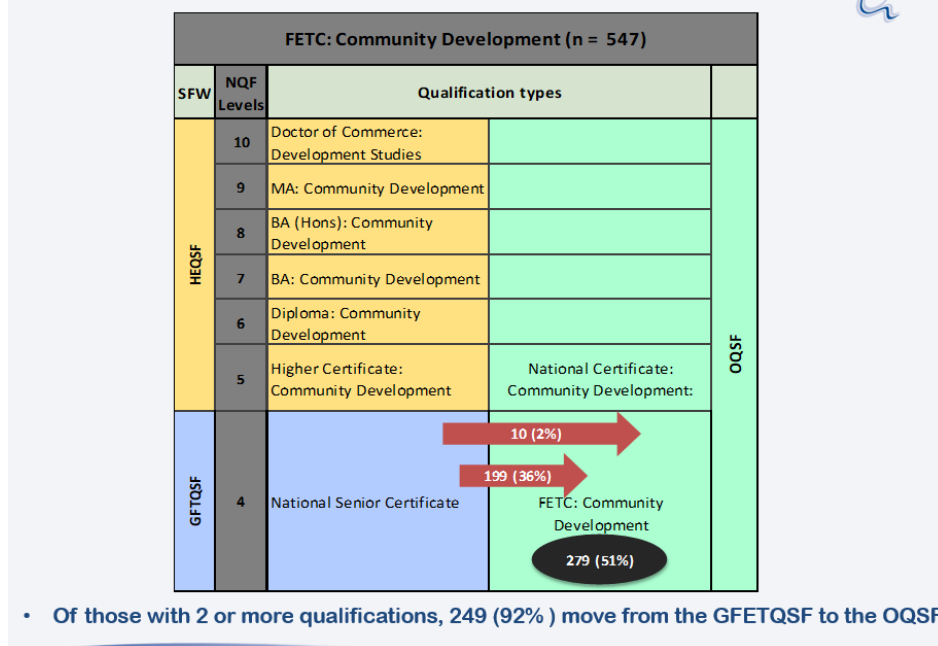 FETC: Community Development (n = 547)
SFW
NQF
Levels
Qualification types
HEQSF
10
Doctor of Commerce:
Development Studies
9
MA: Community Development
8
BA (Hons): Community
Development
7
BA: Community Development
6
Diploma: Community
Development
5
Higher Certificate:
Community Development
National Certificate:
Community Development:
OQSF
GFTQSF
4
National Senior Certificate
10 (2%)
199 (36%)
FETC: Community
Development
279 (51%)
• Of those with 2 or more qualifications, 249 (92% ) move from the GFETQSF to the OQSF